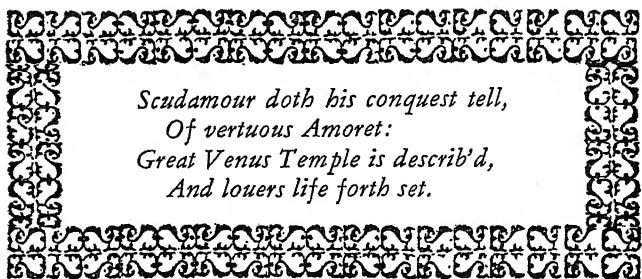 Scudamour doth his conquest tell,
Of vertuous Amoret:
Great Venus Temple is describ'd,
And louers life forth set.